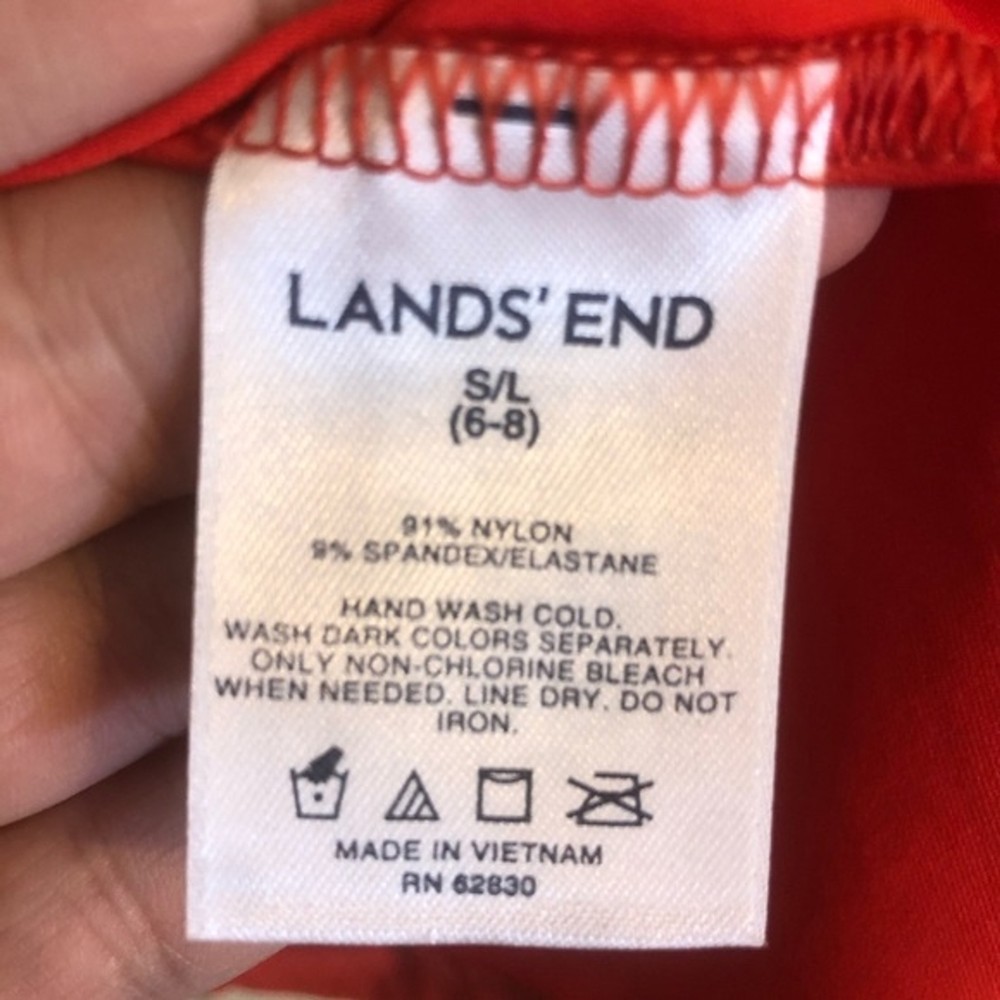 LANDS' END
S/L
(6-8)
91% NYLON
9% SPANDEX/ELASTANE
HAND WASH COLD.
WASH DARK COLORS SEPARATELY.
ONLY NON-CHLORINE BLEACH
WHEN NEEDED. LINE DRY. DO NOT
IRON.
MADE IN VIETNAM
RN 62830